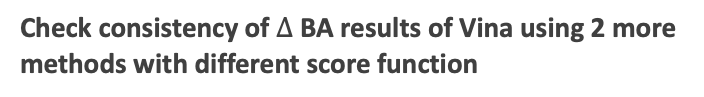 Check consistency of Δ BA results of Vina using 2 more
methods with different score function